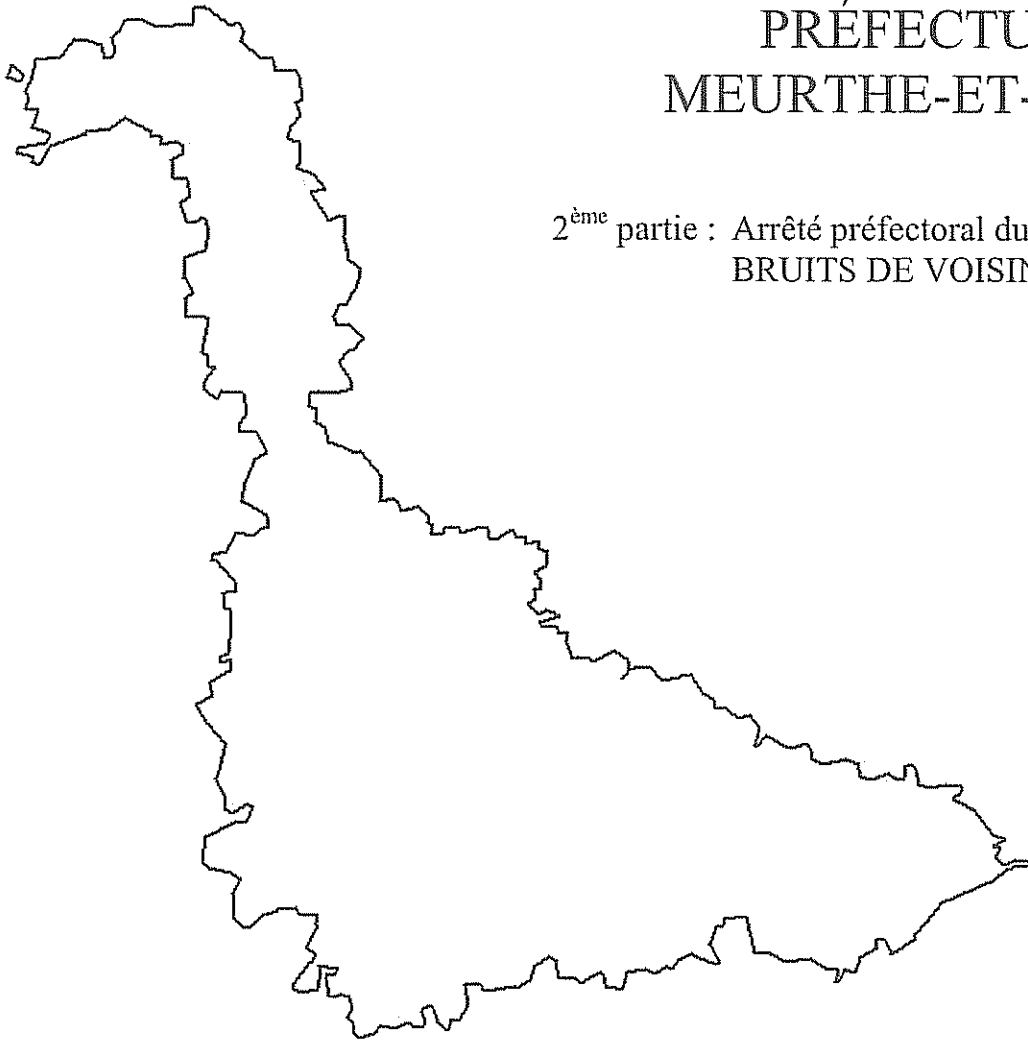 PRÉFECTU
MEURTHE-ET-
2ème partie : Arrêté préfectoral du
BRUITS DE VOISIN